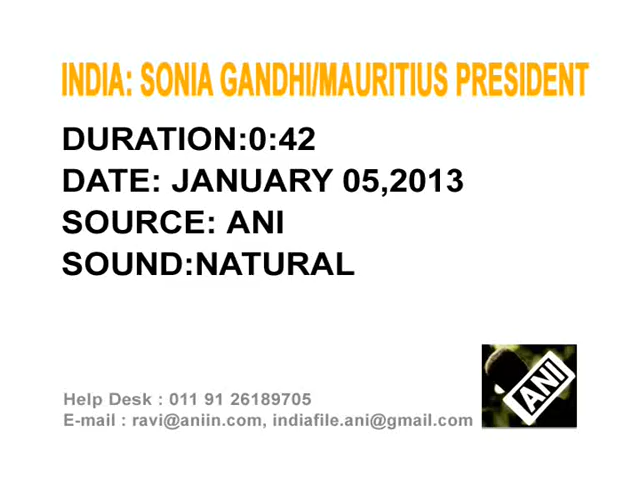 INDIA: SONIA GANDHI/MAURITIUS PRESIDENT
DURATION:0:42
DATE: JANUARY 05,2013
SOURCE: ANI
SOUND:NATURAL
Help Desk : 011 91 26189705
E-mail : ravi@aniin.com, indiafile.ani@gmail.com
ANI